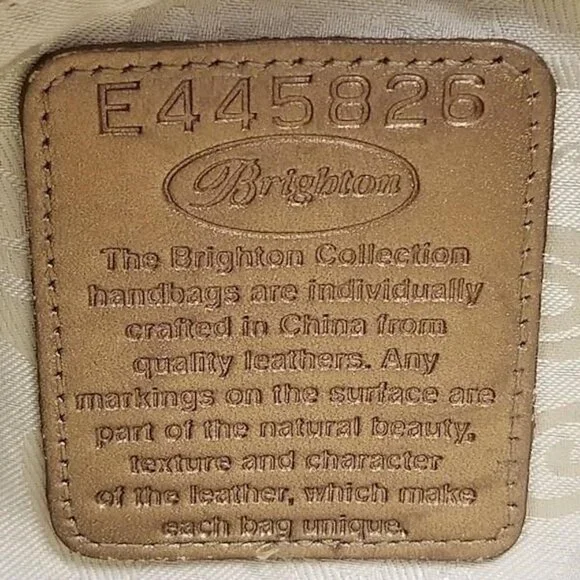 E445826
Brighton
The Brighton Collection
handbags are individually
crafted in China from
quality leathers. Any
markings on the surface are
part of the natural beauty,
texture and character
of the leather, which make
each bag unique.